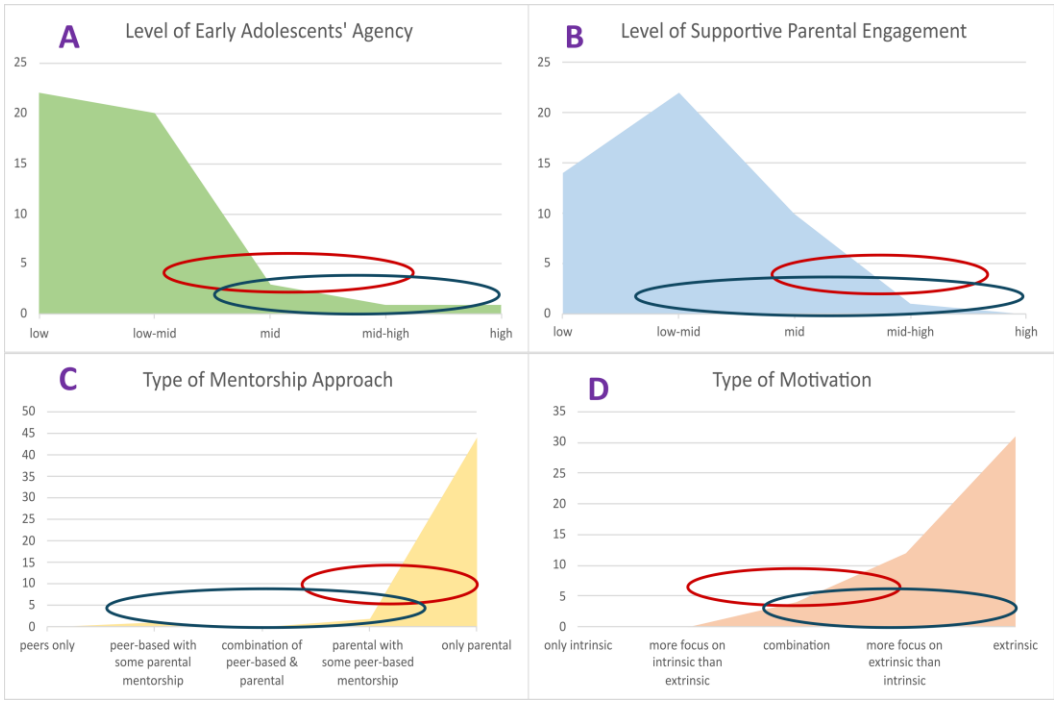 A
Level of Early Adolescents' Agency
25
20
15
10
5
0
low
low-mid
mid
mid-high
high
B
Level of Supportive Parental Engagement
25
20
15
10
5
0
low
low-mid
mid
mid-high
high
C
Type of Mentorship Approach
50
45
40
35
30
25
20
15
10
5
0
peers only
peer-based with
some parental
mentorship
combination of
peer-based &
parental
parental with
some peer-based
mentorship
only parental
D
Type of Motivation
35
30
25
20
15
10
5
0
only intrinsic
more focus on
intrinsic than
extrinsic
combination
more focus on
extrinsic than
intrinsic
extrinsic